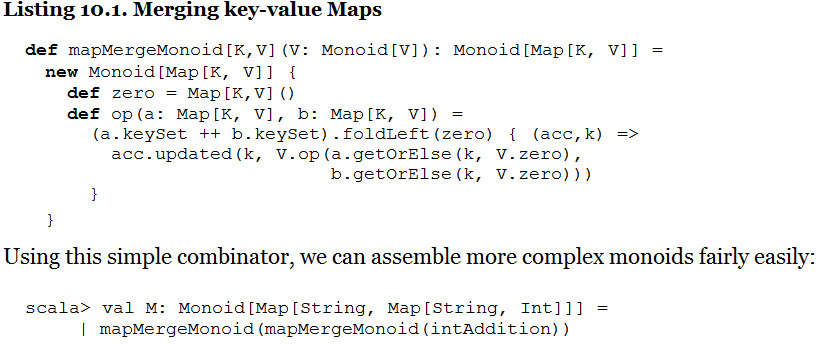 Listing 10.1. Merging key-value Maps
def mapMergeMonoid[K,V](V: Monoid[V]): Monoid[Map[K, V]] =
new Monoid[Map[K, V]] {
def zero = Map[K,V]()
def op(a: Map[K, V], b: Map[K, V]) =
(a.keySet ++ b.keySet).foldLeft(zero) { (acc,k) =>
acc.updated(k, V.op(a.getOrElse(k, V.zero),
b.getOrElse(k, V.zero)))
}
}
Using this simple combinator, we can assemble more complex monoids fairly easily:
scala> val M: Monoid[Map[String, Map[String, Int]]] =
| mapMergeMonoid(mapMergeMonoid(intAddition))